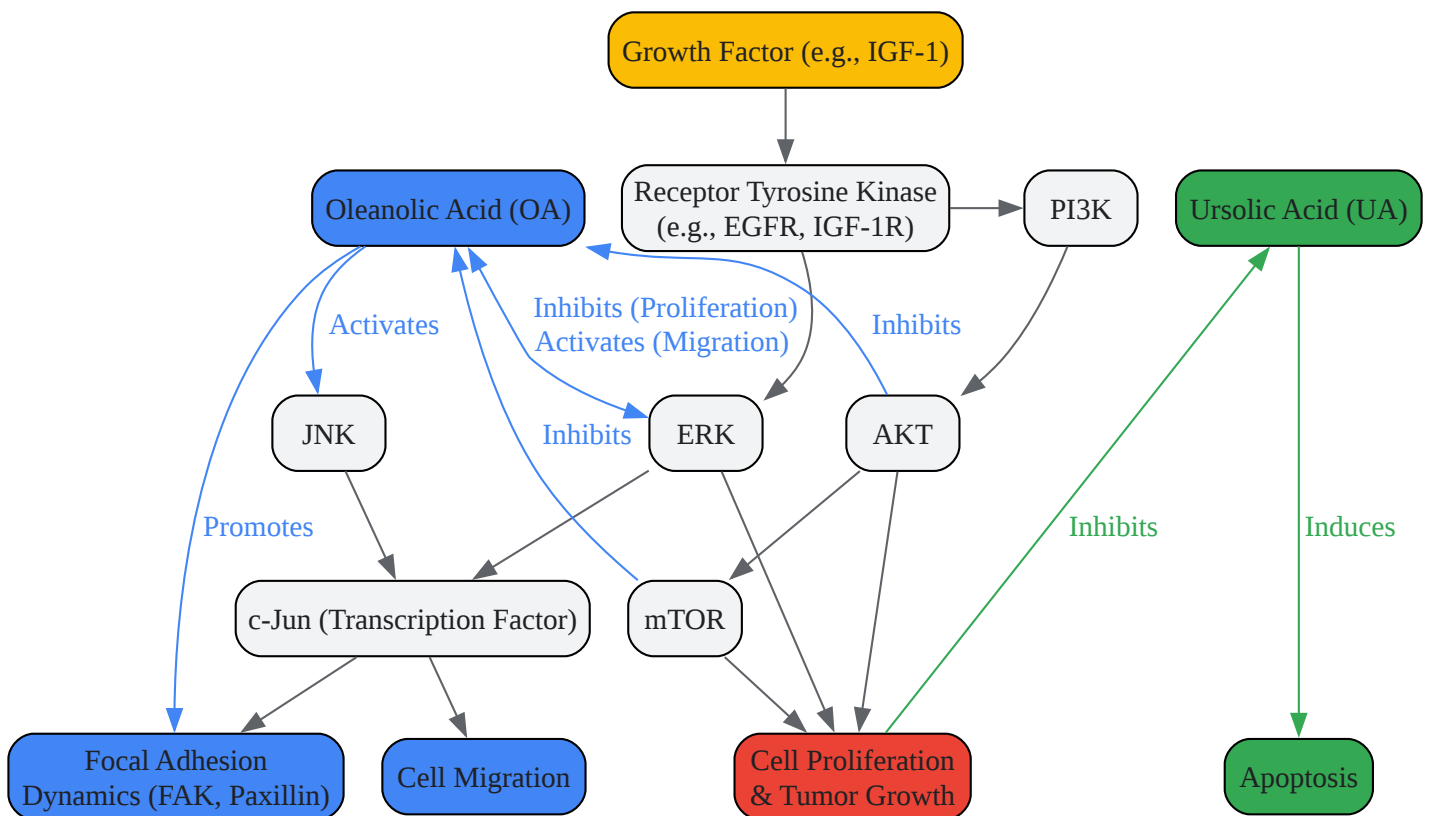 Growth Factor (e.g., IGF-1)
Oleanolic Acid (OA)
Receptor Tyrosine Kinase
(e.g., EGFR, IGF-1R)
PI3K
Ursolic Acid (UA)
Activates
Inhibits (Proliferation)
Activates (Migration)
Inhibits
JNK
Inhibits
ERK
AKT
Promotes
Inhibits
Induces
c-Jun (Transcription Factor)
mTOR
Focal Adhesion
Dynamics (FAK, Paxillin)
Cell Migration
Cell Proliferation
& Tumor Growth
Apoptosis